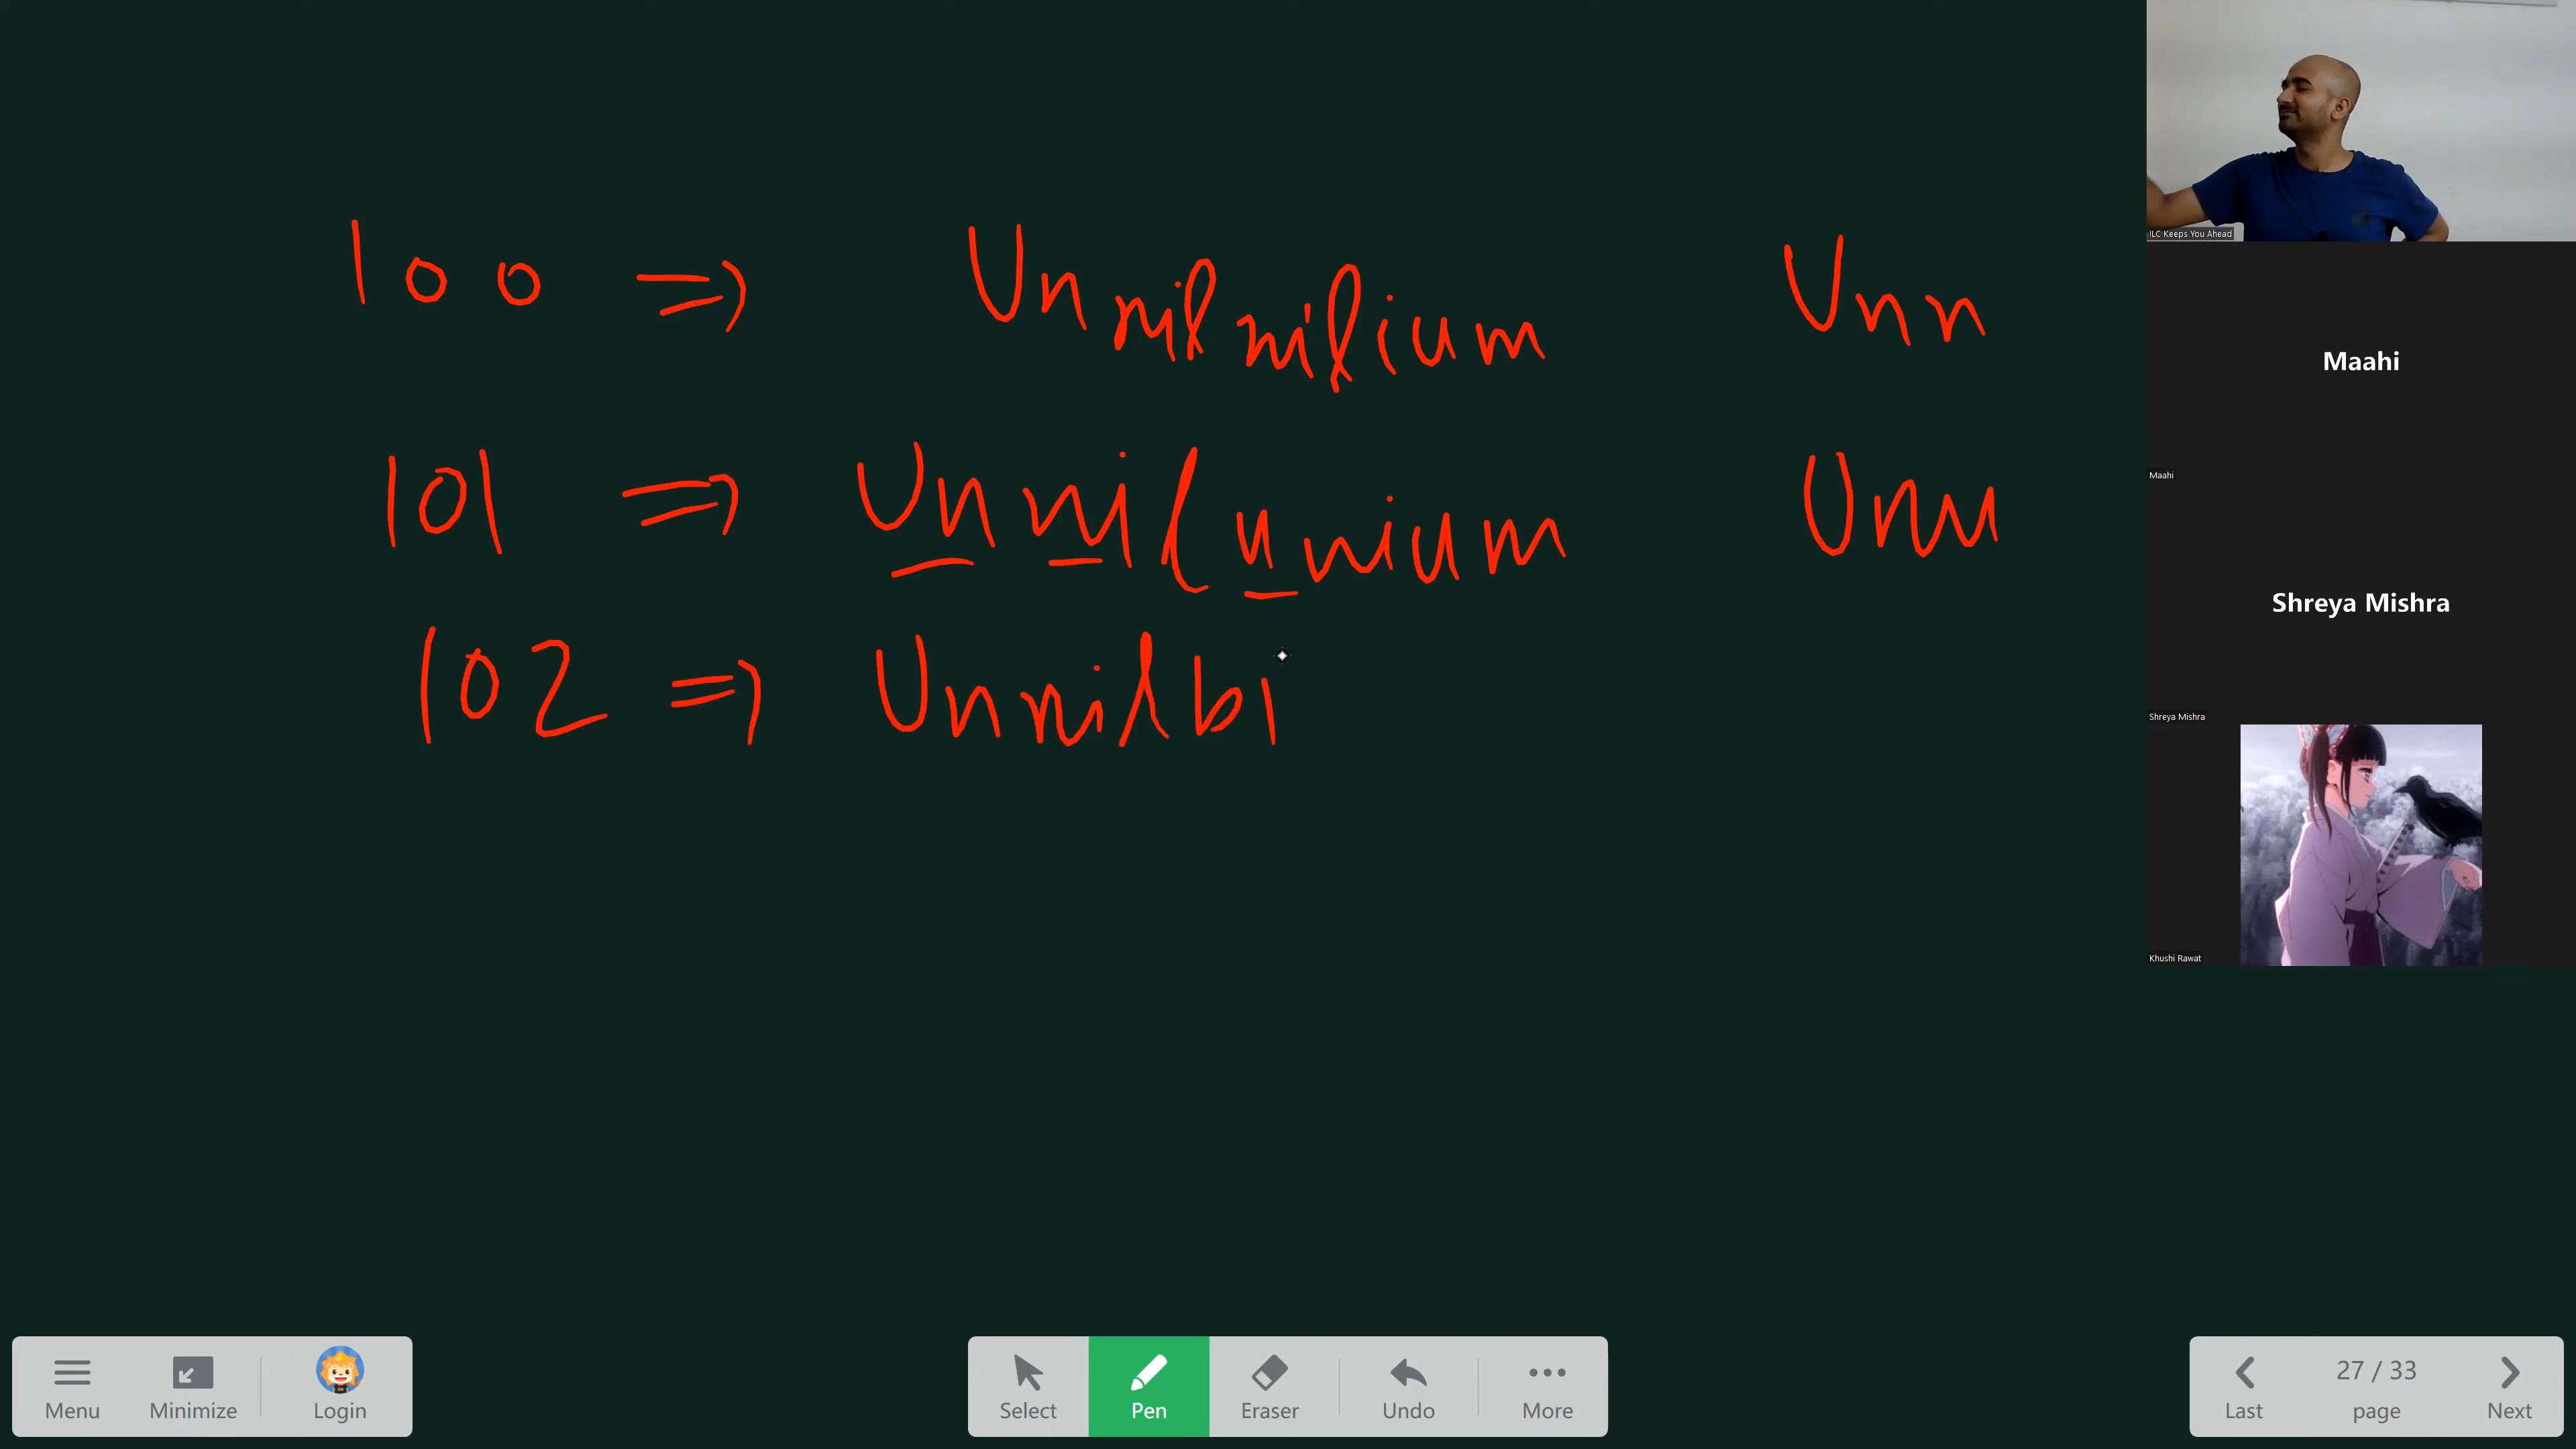 100 ⇒ Unnilnilium Unn
101 ⇒ Unnilunium Unu
102 ⇒ Unnilbi
ILC Keeps You Ahead
Maahi
Maahi
Shreya Mishra
Shreya Mishra
Khushi Rawat
Menu Minimize Login Select Pen Eraser Undo More Last 27 / 33 page Next